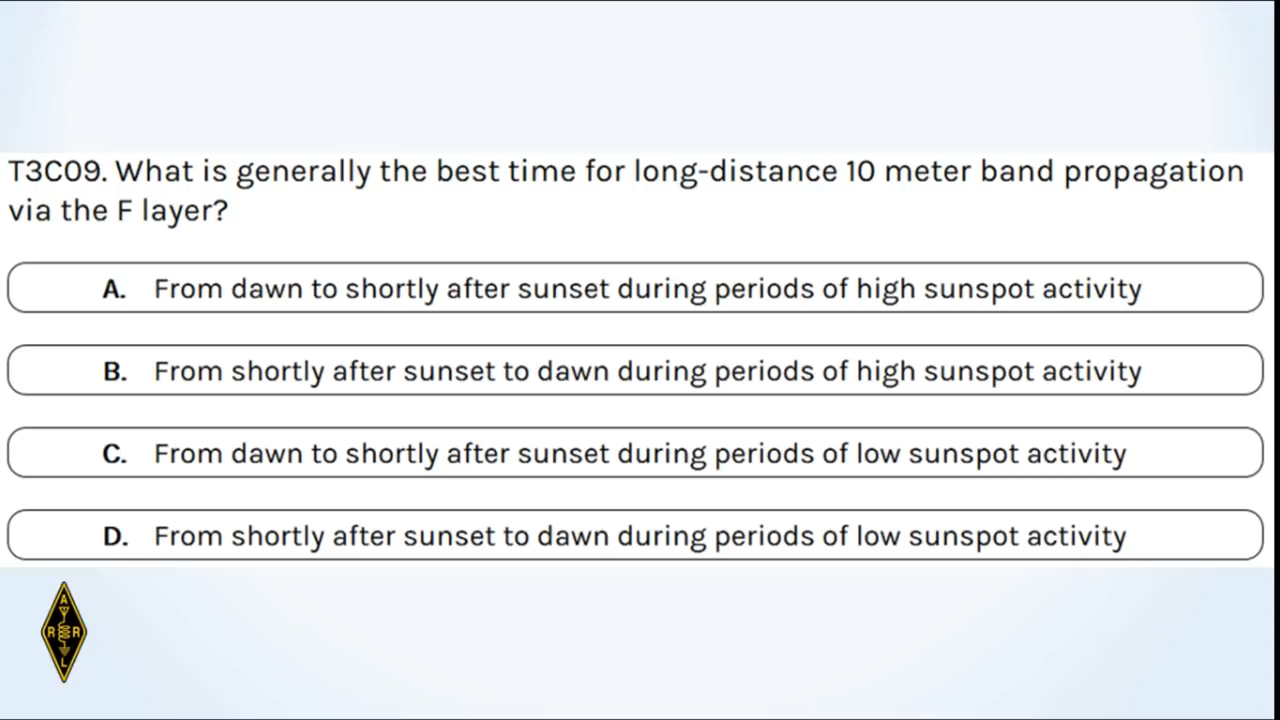 T3C09. What is generally the best time for long-distance 10 meter band propagation
via the F layer?
A. From dawn to shortly after sunset during periods of high sunspot activity
B. From shortly after sunset to dawn during periods of high sunspot activity
C. From dawn to shortly after sunset during periods of low sunspot activity
D. From shortly after sunset to dawn during periods of low sunspot activity
A
R R
L